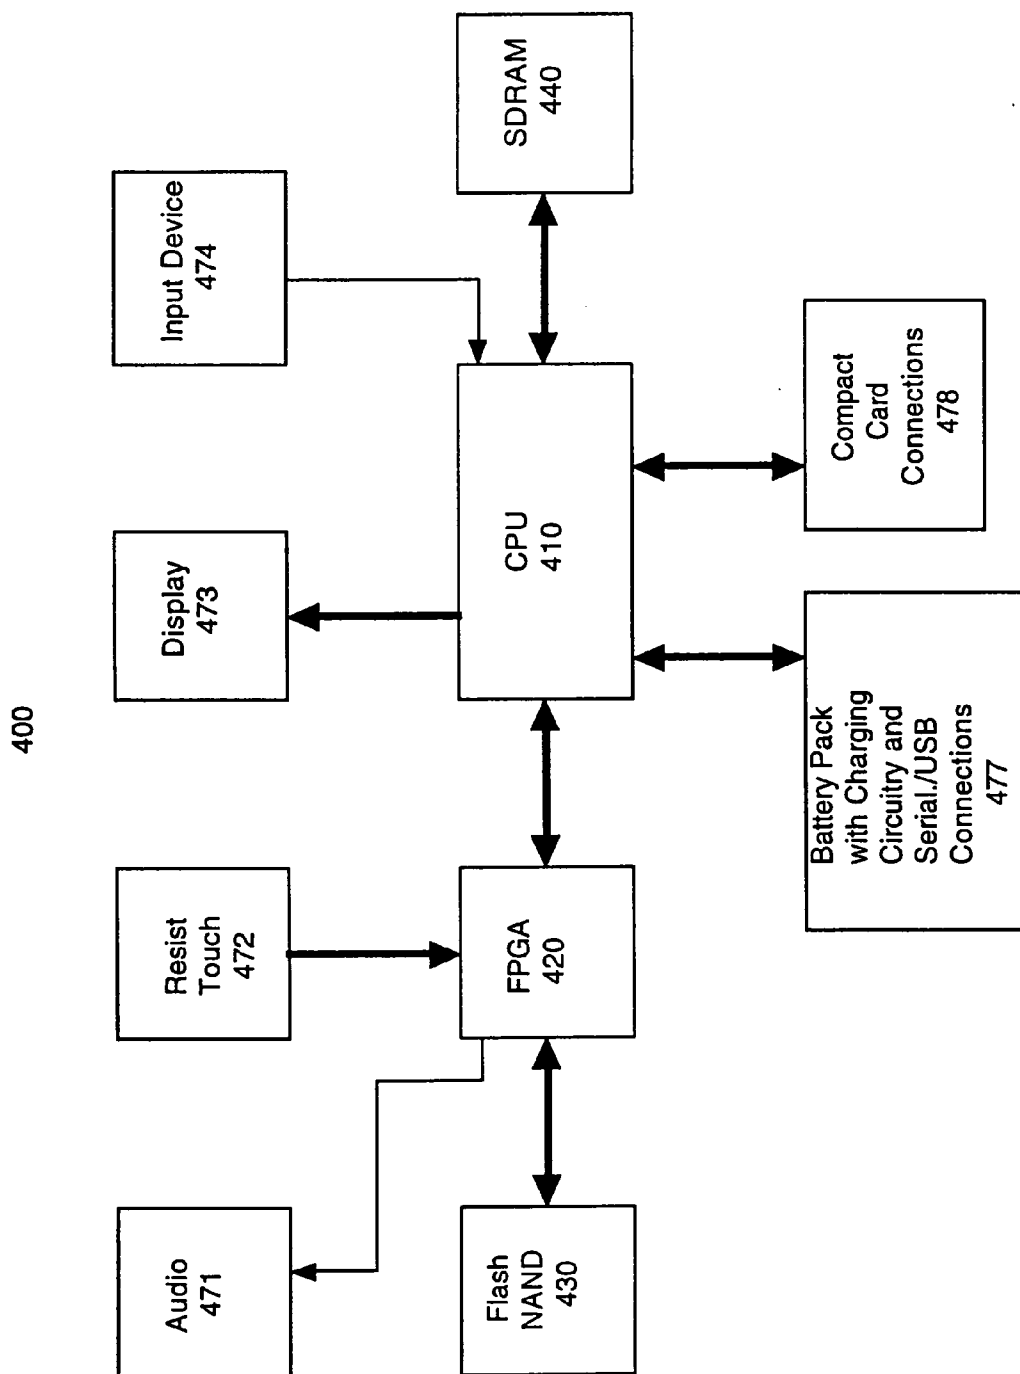 400
Audio
471
Resist
Touch
472
Display
473
Input Device
474
Flash
NAND
430
FPGA
420
CPU
410
SDRAM
440
Battery Pack
with Charging
Circuitry and
Serial./USB
Connections
477
Compact
Card
Connections
478